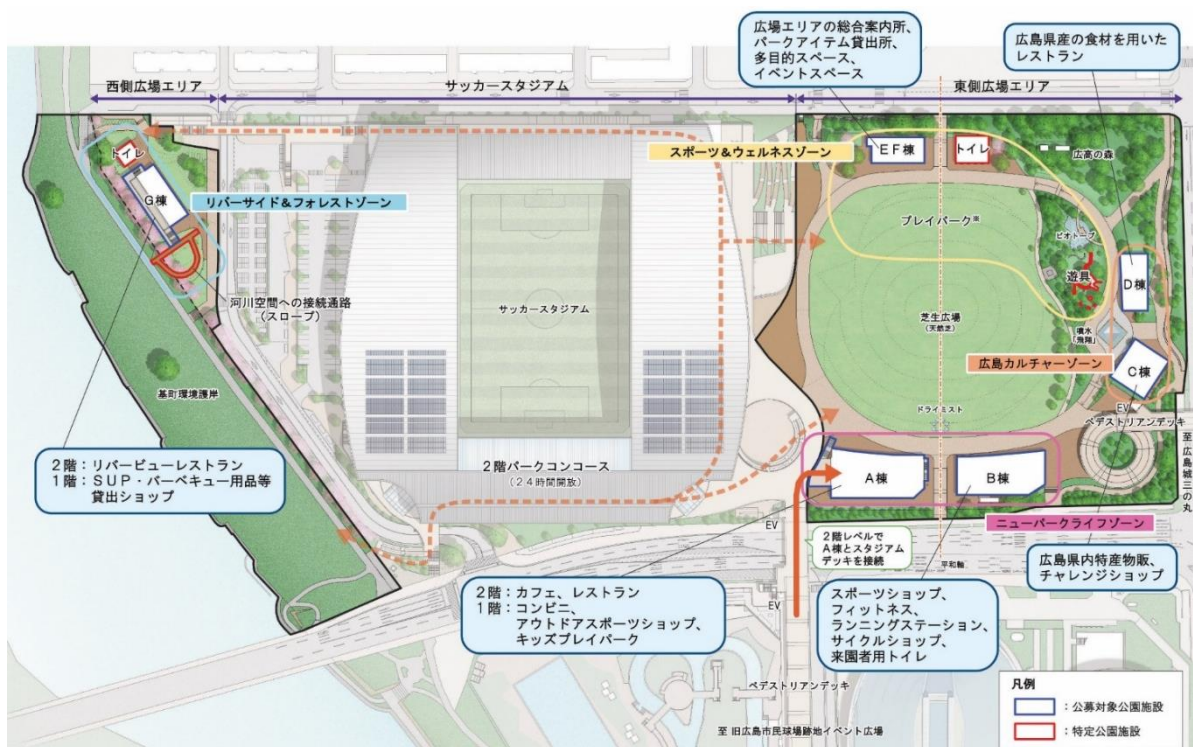 広場エリアの総合案内所、
パークアイテム貸出所、
多目的スペース、
イベントスペース
広島県産の食材を用いた
レストラン
西側広場エリア
サッカースタジアム
東側広場エリア
トイレ
G棟
リバーサイド&フォレストゾーン
スポーツ&ウェルネスゾーン
EF棟
トイレ
広高の森
プレイパーク※
ビオトープ
遊具
D棟
河川空間への接続通路
(スロープ)
サッカースタジアム
芝生広場
(天然芝)
噴水
「飛翔」
広島カルチャーゾーン
C棟
基町環境護岸
ドライミスト
EV
ペデストリアンデッキ
至広島城三の丸
2階:リバービューレストラン
1階:SUP・バーベキュー用品等
貸出ショップ
2階パークコンコース
(24時間開放)
A棟
B棟
ニューパークライフゾーン
EV
2階レベルで
A棟とスタジアム
デッキを接続
平和軸
広島県内特産物販、
チャレンジショップ
2階:カフェ、レストラン
1階:コンビニ、
アウトドアスポーツショップ、
キッズプレイパーク
EV
スポーツショップ、
フィットネス、
ランニングステーション、
サイクルショップ、
来園者用トイレ
ペデストリアンデッキ
至 旧広島市民球場跡地イベント広場
凡例
:公募対象公園施設
:特定公園施設